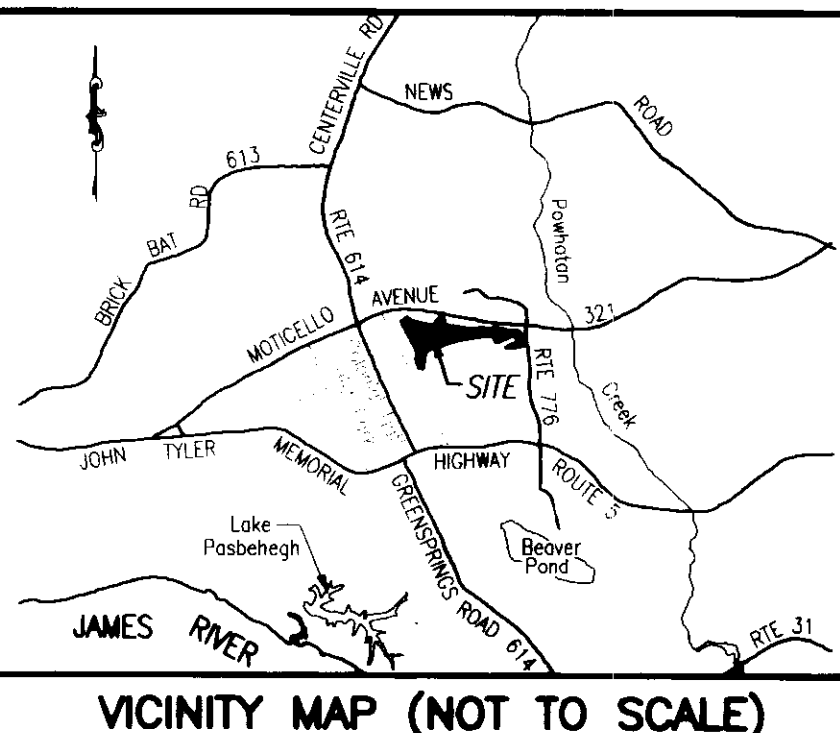 CENTERVILLE RD
NEWS ROAD
613
BRICK BAT RD
RTE 614
Powhatan Creek
MOTICELLO AVENUE
321
SITE
RTE 776
JOHN TYLER MEMORIAL HIGHWAY ROUTE 5
GREENSPRINGS ROAD 614
Lake
Pasbehegh
Beaver
Pond
JAMES RIVER
RTE 31
VICINITY MAP (NOT TO SCALE)